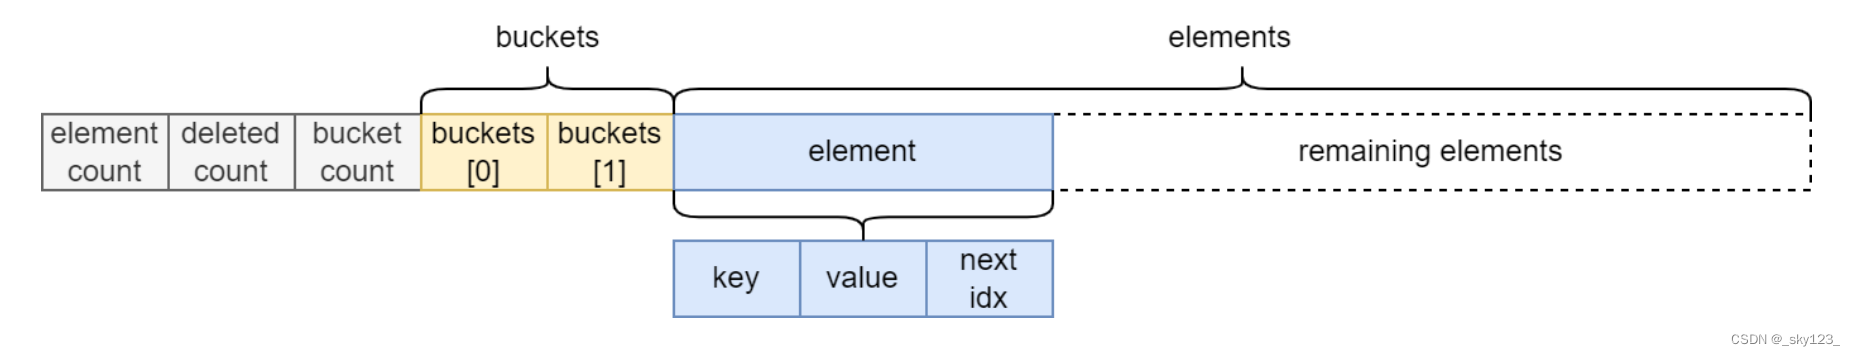 buckets
elements
element
count
deleted
count
bucket
count
buckets
[0]
buckets
[1]
element
remaining elements
key
value
next
idx
CSDN @_sky123_